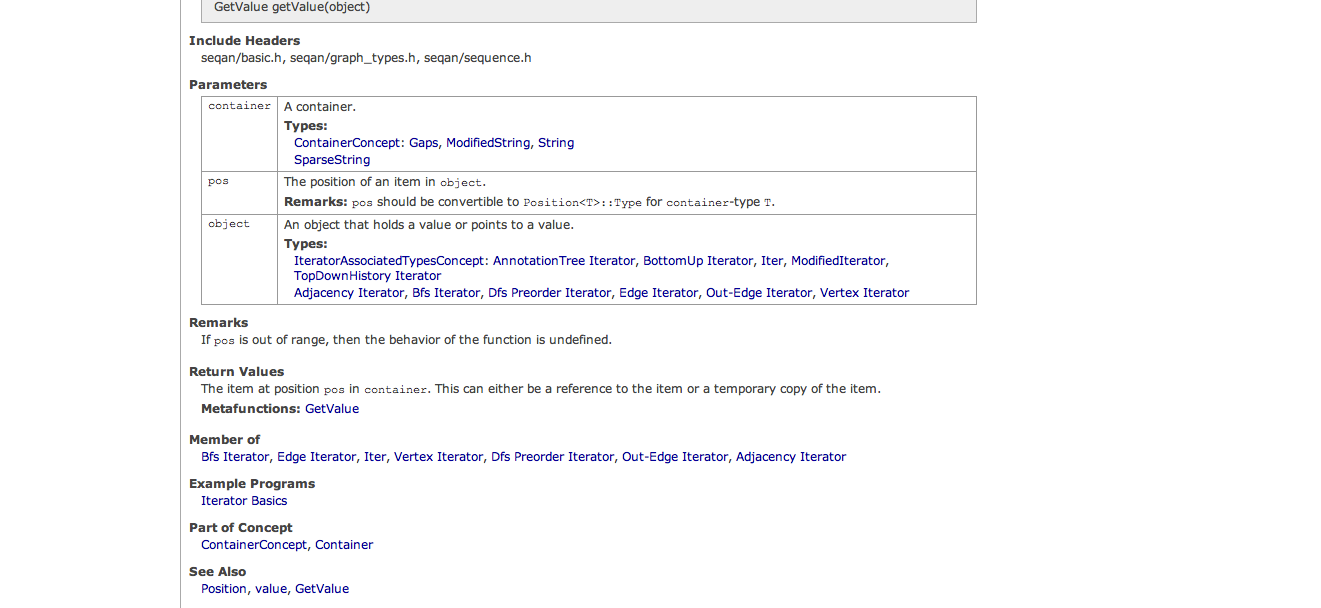 GetValue getValue(object)
Include Headers
seqan/basic.h, seqan/graph_types.h, seqan/sequence.h
Parameters
container
A container.
Types:
ContainerConcept: Gaps, ModifiedString, String
SparseString
pos
The position of an item in object.
Remarks: pos should be convertible to Position<T>::Type for container-type T.
object
An object that holds a value or points to a value.
Types:
IteratorAssociatedTypesConcept: AnnotationTree Iterator, BottomUp Iterator, Iter, ModifiedIterator,
TopDownHistory Iterator
Adjacency Iterator, Bfs Iterator, Dfs Preorder Iterator, Edge Iterator, Out-Edge Iterator, Vertex Iterator
Remarks
If pos is out of range, then the behavior of the function is undefined.
Return Values
The item at position pos in container. This can either be a reference to the item or a temporary copy of the item.
Metafunctions: GetValue
Member of
Bfs Iterator, Edge Iterator, Iter, Vertex Iterator, Dfs Preorder Iterator, Out-Edge Iterator, Adjacency Iterator
Example Programs
Iterator Basics
Part of Concept
ContainerConcept, Container
See Also
Position, value, GetValue